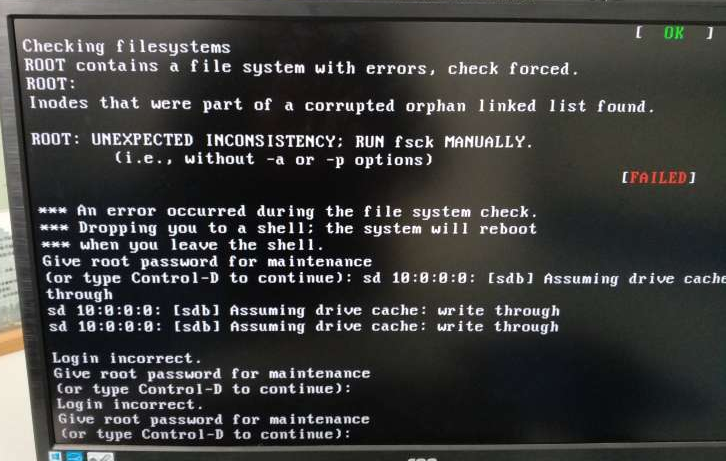 [  OK  ]
Checking filesystems
ROOT contains a file system with errors, check forced.
ROOT:
Inodes that were part of a corrupted orphan linked list found.
ROOT: UNEXPECTED INCONSISTENCY; RUN fsck MANUALLY.
(i.e., without -a or -p options)
[FAILED]
*** An error occurred during the file system check.
*** Dropping you to a shell; the system will reboot
*** when you leave the shell.
Give root password for maintenance
(or type Control-D to continue): sd 10:0:0:0: [sdb] Assuming drive cache
through
sd 10:0:0:0: [sdb] Assuming drive cache: write through
sd 10:0:0:0: [sdb] Assuming drive cache: write through
Login incorrect.
Give root password for maintenance
(or type Control-D to continue):
Login incorrect.
Give root password for maintenance
(or type Control-D to continue):